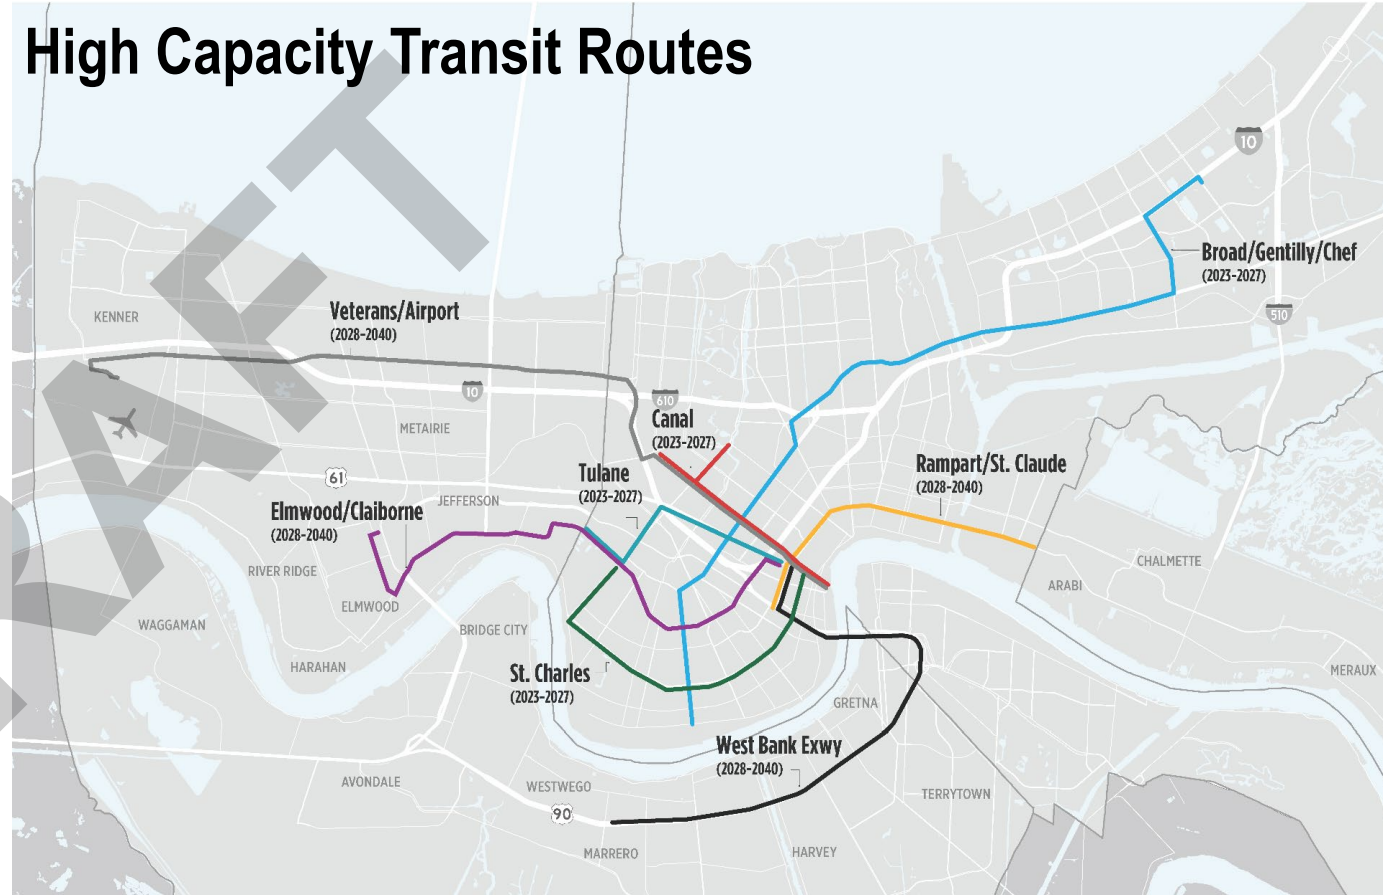 High Capacity Transit Routes
DRAFT
10
Broad/Gentilly/Chef
(2023-2027)
510
KENNER
Veterans/Airport
(2028-2040)
10
610
Canal
(2023-2027)
METAIRIE
61
Tulane
(2023-2027)
Rampart/St. Claude
(2028-2040)
JEFFERSON
Elmwood/Claiborne
(2028-2040)
RIVER RIDGE
ELMWOOD
CHALMETTE
ARABI
WAGGAMAN
BRIDGE CITY
HARAHAN
St. Charles
(2023-2027)
MERAUX
GRETNA
West Bank Exwy
(2028-2040)
AVONDALE
WESTWEGO
TERRYTOWN
90
MARRERO
HARVEY